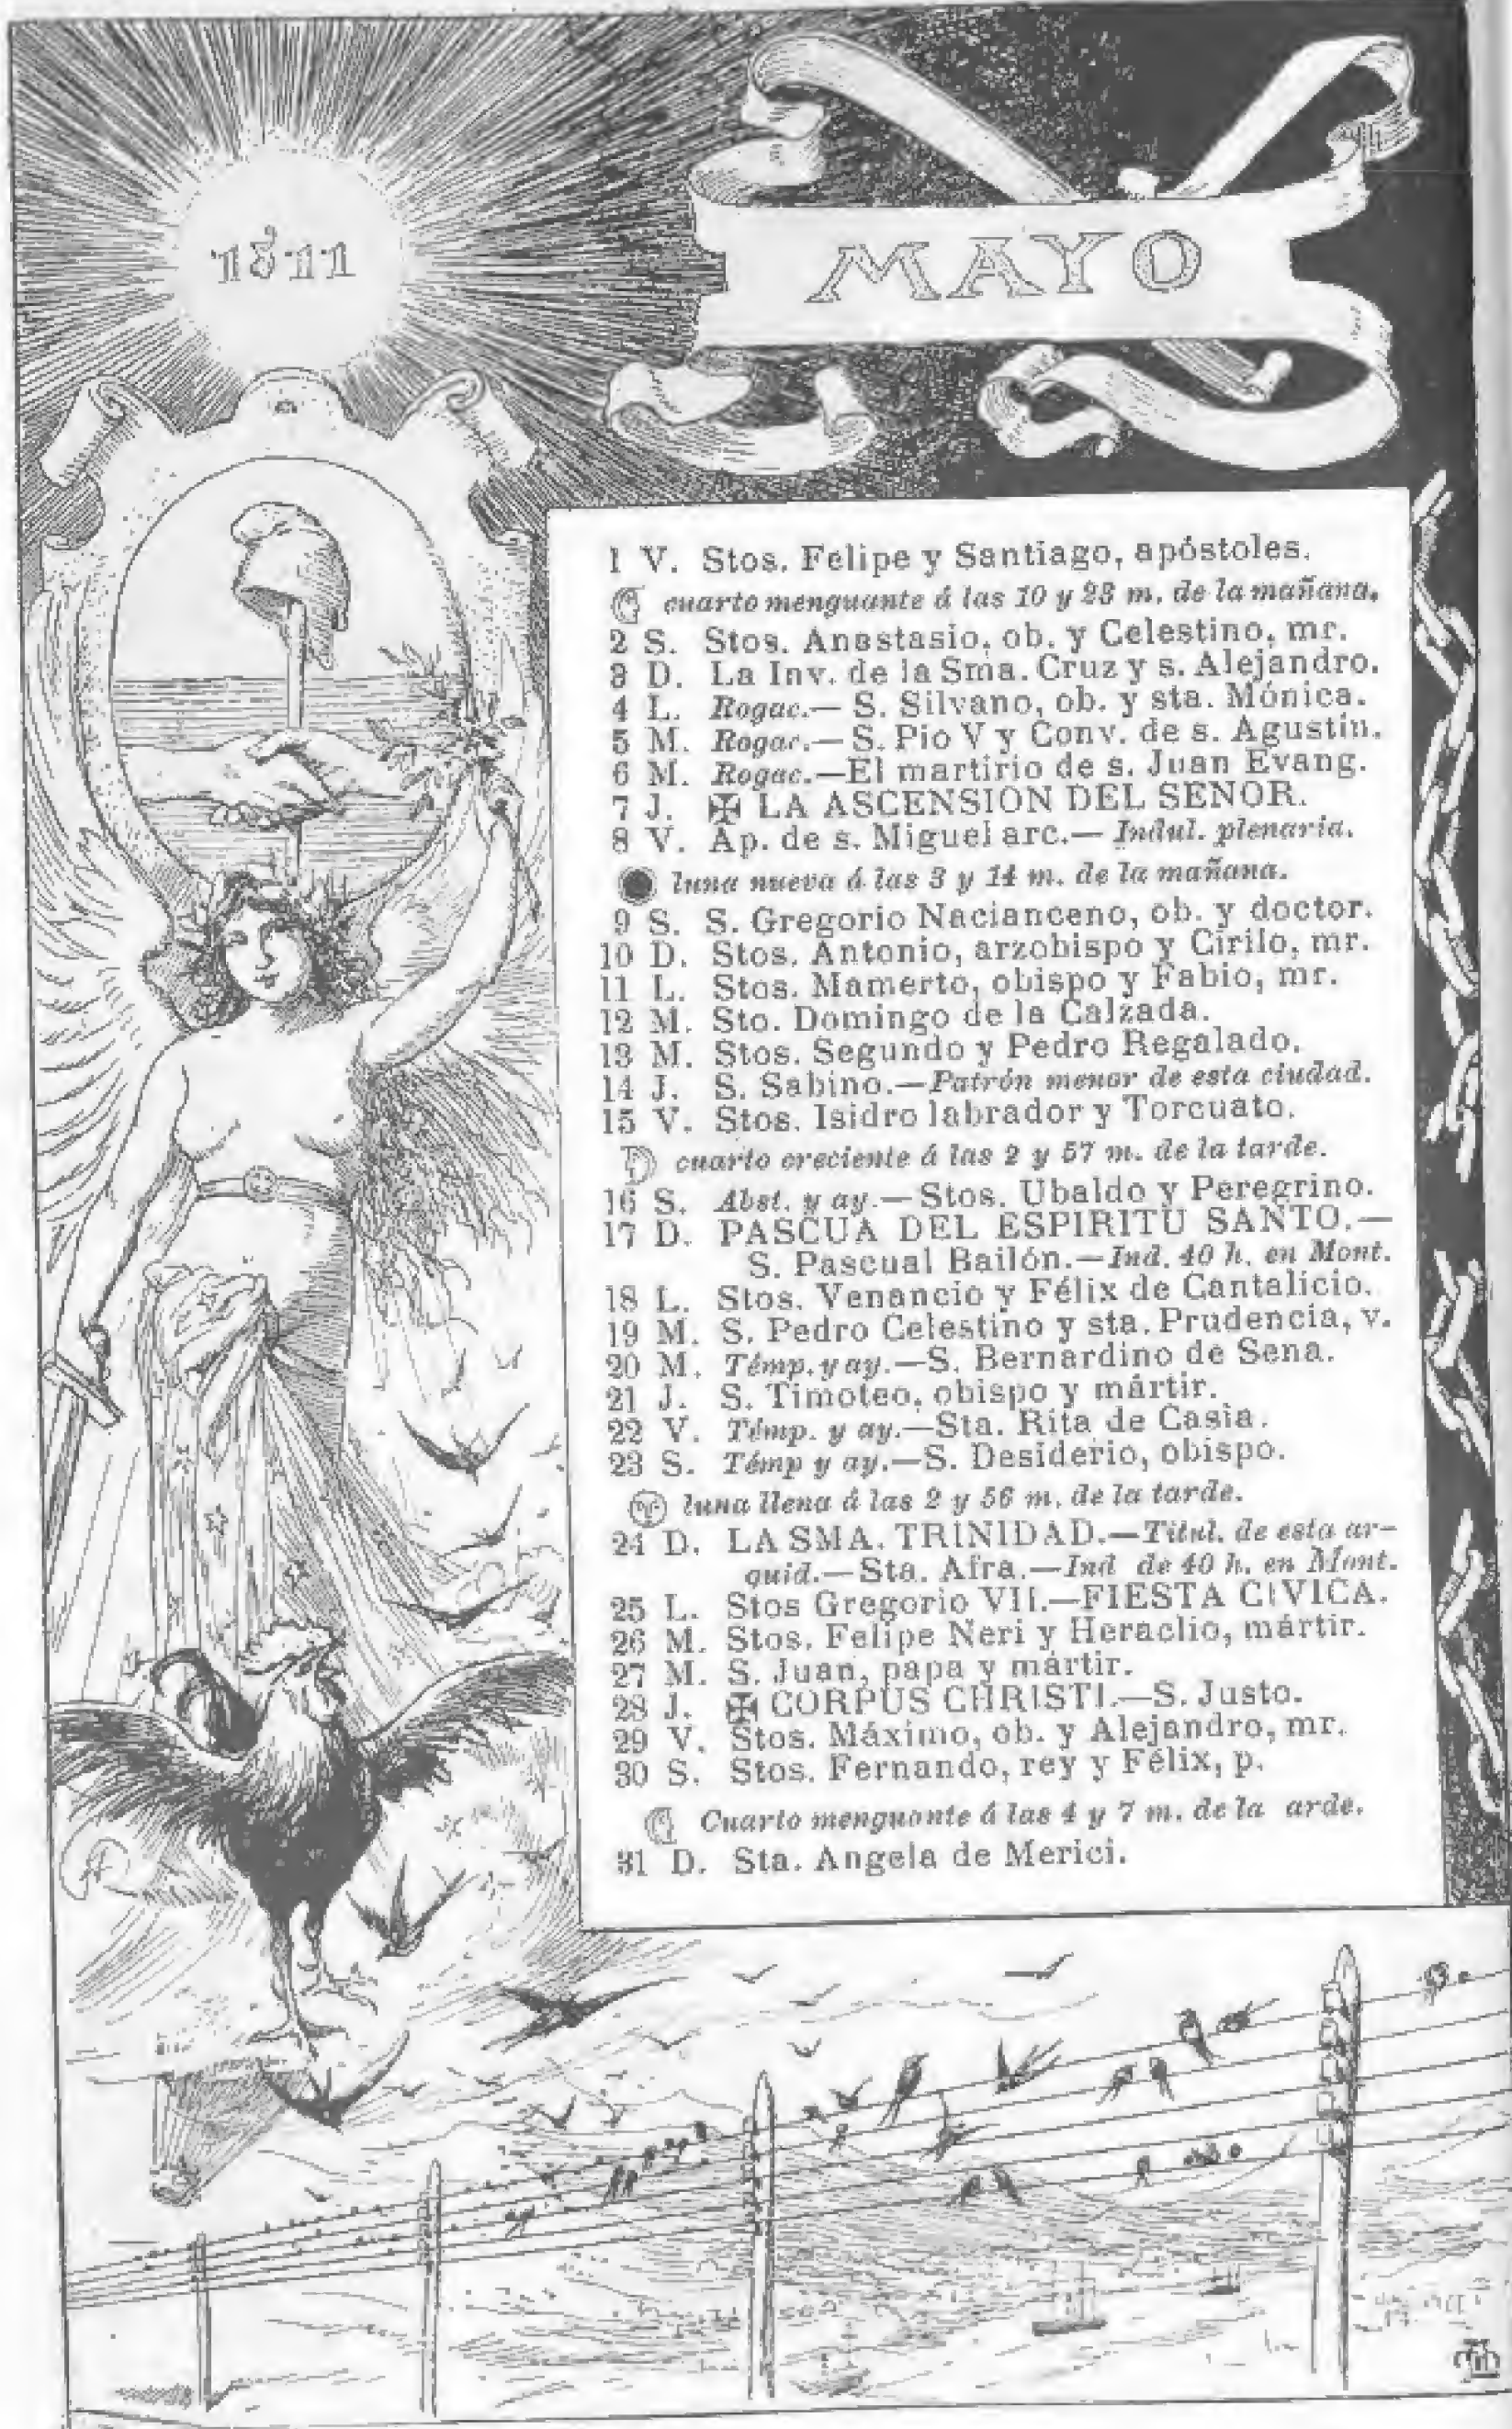 1811
MAYO
1 V. Stos. Felipe y Santiago, apóstoles.
cuarto menguante á las 10 y 23 m. de la mañana.
2 S. Stos. Anastasio, ob. y Celestino, mr.
3 D. La Inv. de la Sma. Cruz y s. Alejandro.
4 L. Rogac.— S. Silvano, ob. y sta. Mónica.
5 M. Rogac.— S. Pio V y Conv. de s. Agustin.
6 M. Rogac.—El martirio de s. Juan Evang.
7 J. ✠ LA ASCENSION DEL SEÑOR.
8 V. Ap. de s. Miguel arc.— Indul. plenaria.
luna nueva á las 3 y 14 m. de la mañana.
9 S. S. Gregorio Nacianceno, ob. y doctor.
10 D. Stos. Antonio, arzobispo y Cirilo, mr.
11 L. Stos. Mamerto, obispo y Fabio, mr.
12 M. Sto. Domingo de la Calzada.
13 M. Stos. Segundo y Pedro Regalado.
14 J. S. Sabino.—Patrón menor de esta ciudad.
15 V. Stos. Isidro labrador y Torcuato.
cuarto creciente á las 2 y 57 m. de la tarde.
16 S. Abst. y ay.—Stos. Ubaldo y Peregrino.
17 D. PASCUA DEL ESPIRITU SANTO.—
S. Pascual Bailón.—Ind. 40 h. en Mont.
18 L. Stos. Venancio y Félix de Cantalicio.
19 M. S. Pedro Celestino y sta. Prudencia, v.
20 M. Témp. y ay.—S. Bernardino de Sena.
21 J. S. Timoteo, obispo y mártir.
22 V. Témp. y ay.—Sta. Rita de Casia.
23 S. Témp y ay.—S. Desiderio, obispo.
luna llena á las 2 y 56 m. de la tarde.
24 D. LA SMA. TRINIDAD.—Titul. de esta ar-
quid.—Sta. Afra.—Ind de 40 h. en Mont.
25 L. Stos Gregorio VII.—FIESTA CIVICA.
26 M. Stos. Felipe Neri y Heraclio, mártir.
27 M. S. Juan, papa y mártir.
28 J. ✠ CORPUS CHRISTI.—S. Justo.
29 V. Stos. Máximo, ob. y Alejandro, mr.
30 S. Stos. Fernando, rey y Félix, p.
Cuarto menguante á las 4 y 7 m. de la arde.
31 D. Sta. Angela de Merici.